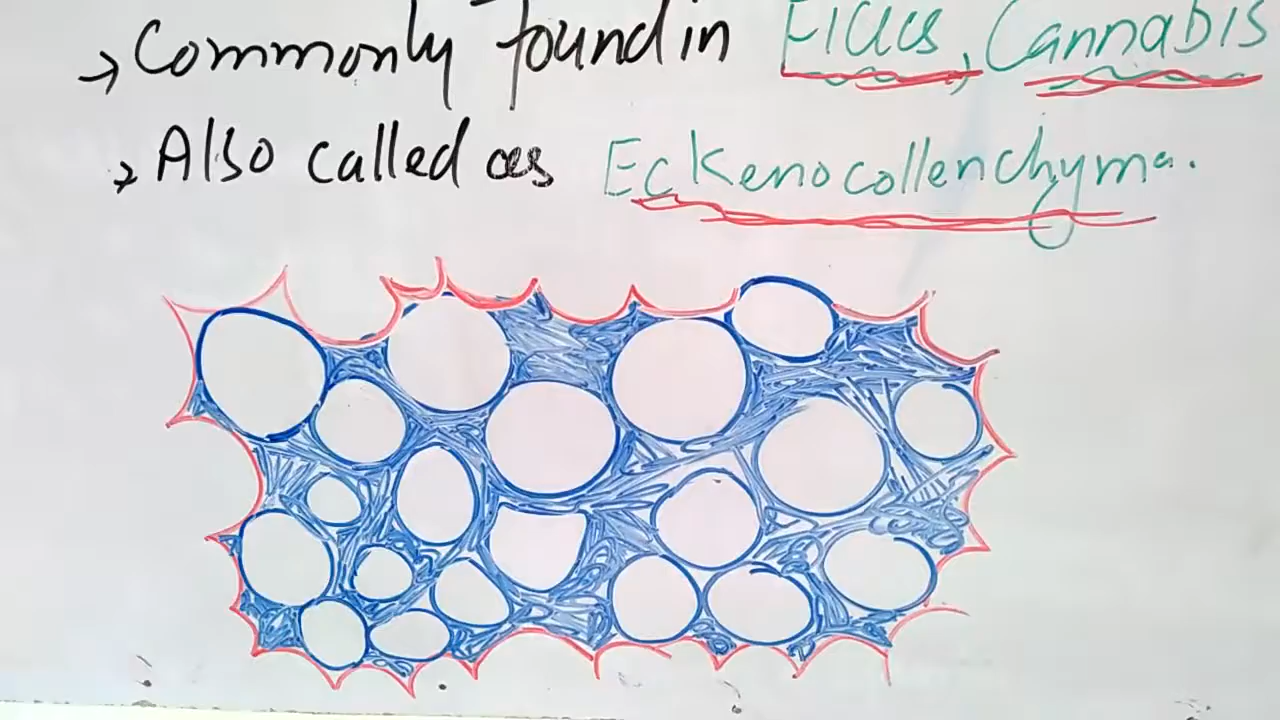 → Commonly found in Ficus, Cannabis
→ Also called as Eckenocollenchyma.